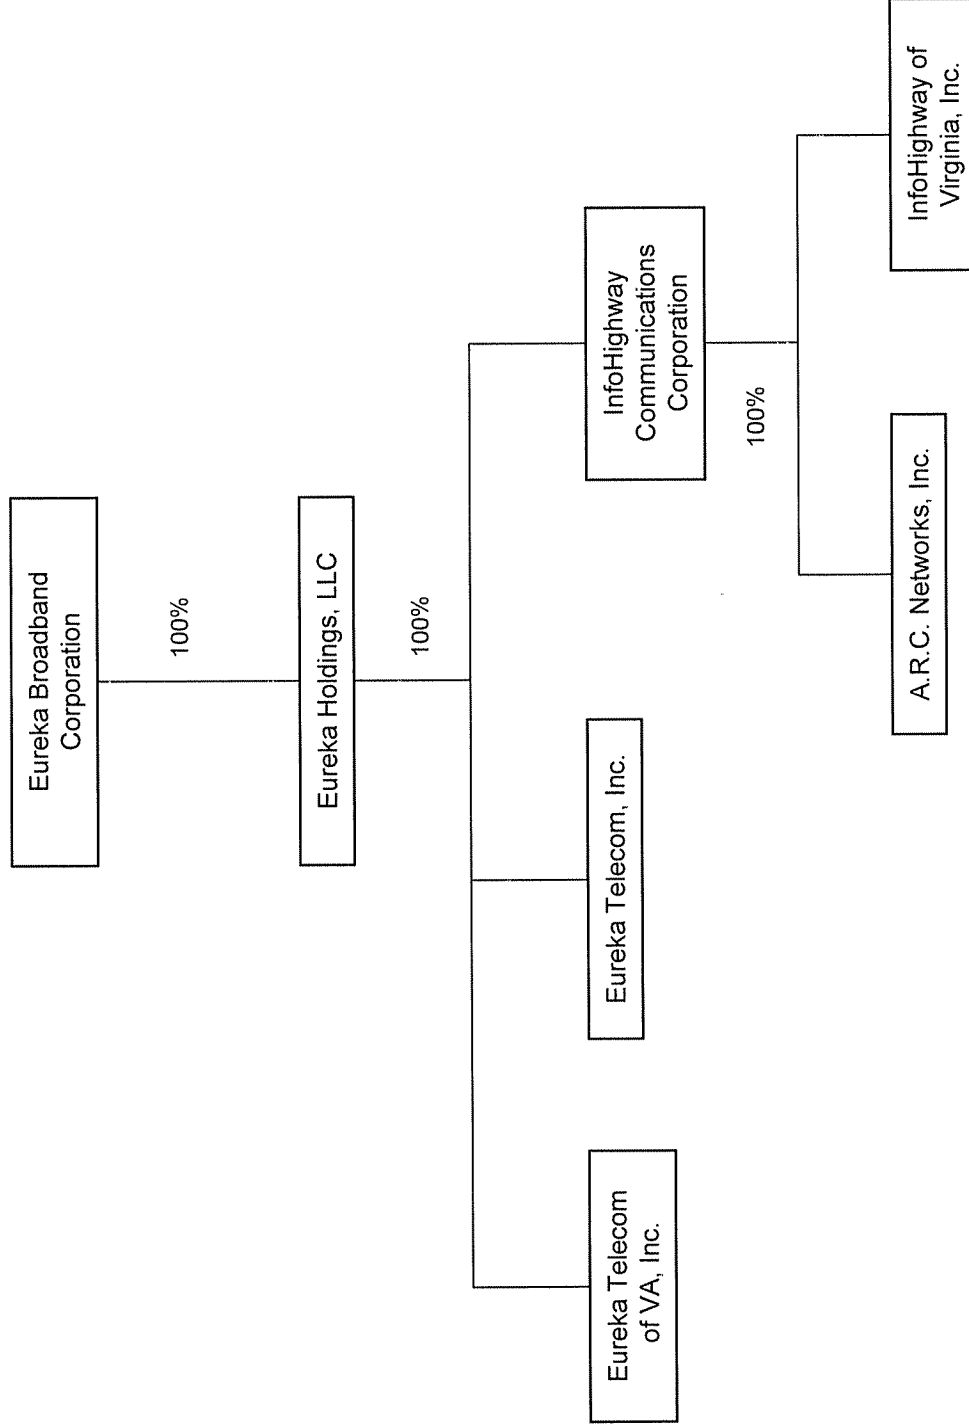 Eureka Broadband
Corporation
100%
Eureka Holdings, LLC
100%
Eureka Telecom
of VA, Inc.
Eureka Telecom, Inc.
InfoHighway
Communications
Corporation
100%
A.R.C. Networks, Inc.
InfoHighway of
Virginia, Inc.